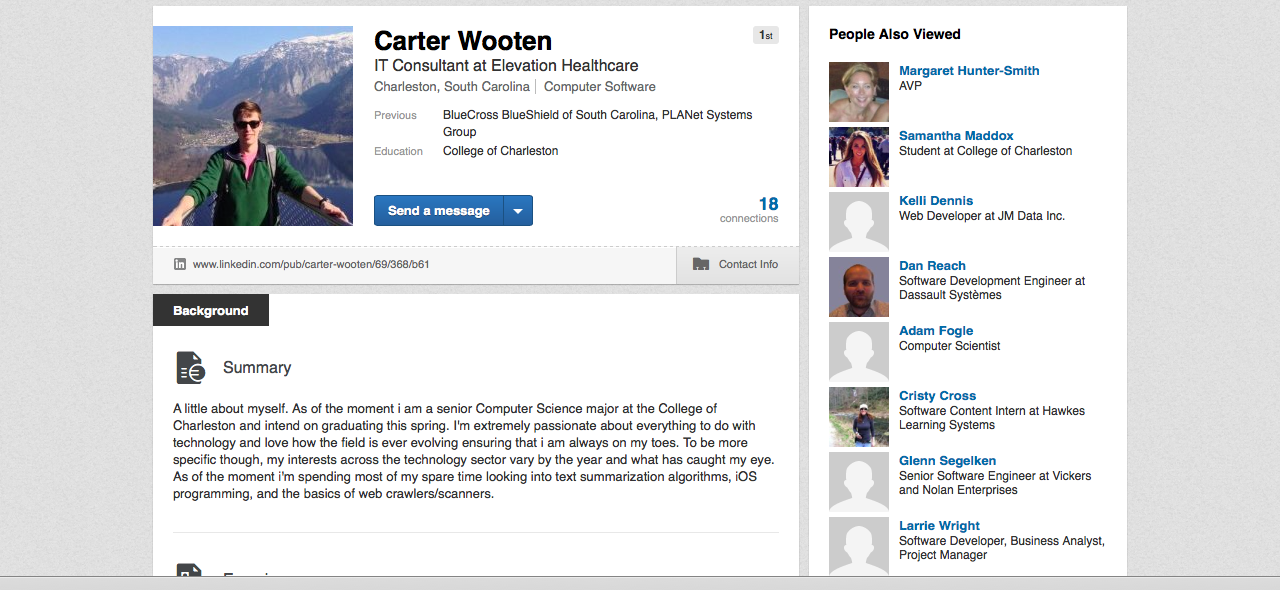 Carter Wooten
1st
IT Consultant at Elevation Healthcare
Charleston, South Carolina | Computer Software
Previous BlueCross BlueShield of South Carolina, PLANet Systems
Group
Education College of Charleston
Send a message
18
connections
www.linkedin.com/pub/carter-wooten/69/368/b61
Contact Info
Background
Summary
A little about myself. As of the moment i am a senior Computer Science major at the College of
Charleston and intend on graduating this spring. I'm extremely passionate about everything to do with
technology and love how the field is ever evolving ensuring that i am always on my toes. To be more
specific though, my interests across the technology sector vary by the year and what has caught my eye.
As of the moment i'm spending most of my spare time looking into text summarization algorithms, iOS
programming, and the basics of web crawlers/scanners.
People Also Viewed
Margaret Hunter-Smith
AVP
Samantha Maddox
Student at College of Charleston
Kelli Dennis
Web Developer at JM Data Inc.
Dan Reach
Software Development Engineer at
Dassault Systèmes
Adam Fogle
Computer Scientist
Cristy Cross
Software Content Intern at Hawkes
Learning Systems
Glenn Segelken
Senior Software Engineer at Vickers
and Nolan Enterprises
Larrie Wright
Software Developer, Business Analyst,
Project Manager